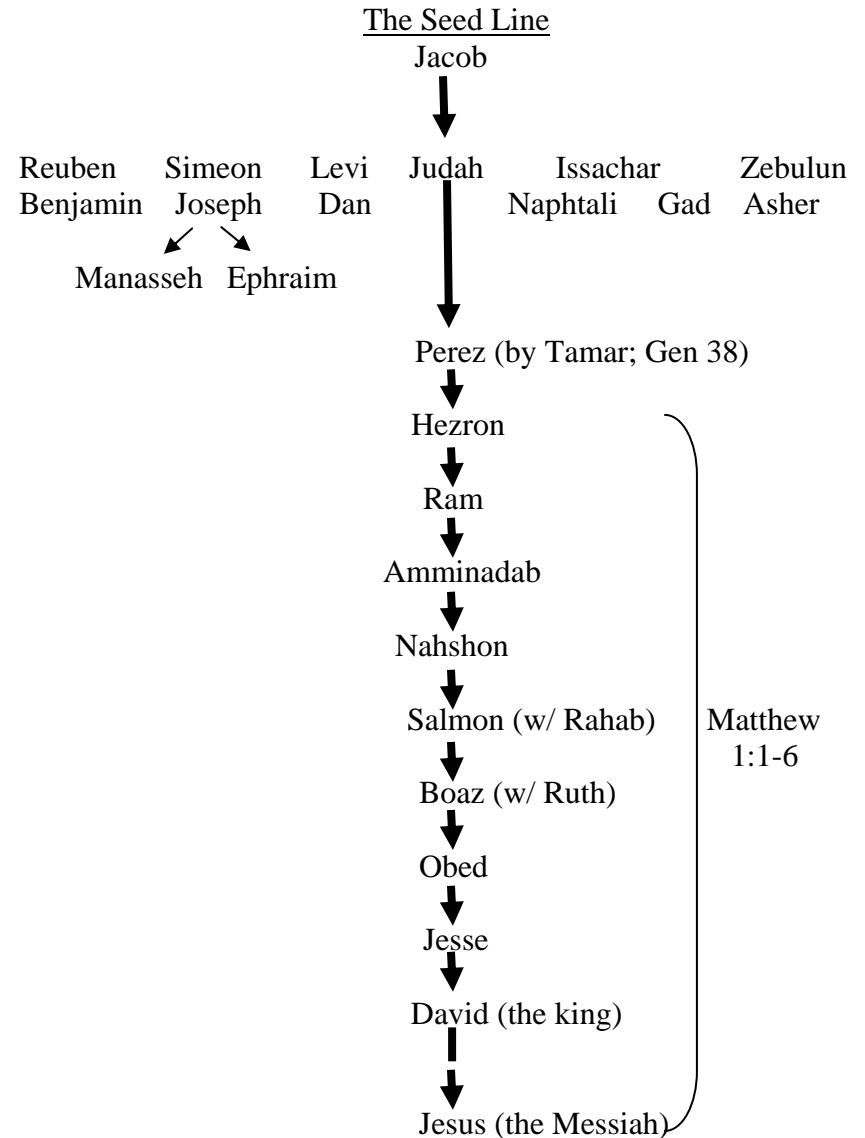 The Seed Line
Jacob
Reuben Simeon Levi Judah Issachar Zebulun
Benjamin Joseph Dan Naphtali Gad Asher
Manasseh Ephraim
Perez (by Tamar; Gen 38)
Hezron
Ram
Amminadab
Nahshon
Salmon (w/ Rahab)
Matthew
1:1-6
Boaz (w/ Ruth)
Obed
Jesse
David (the king)
Jesus (the Messiah)